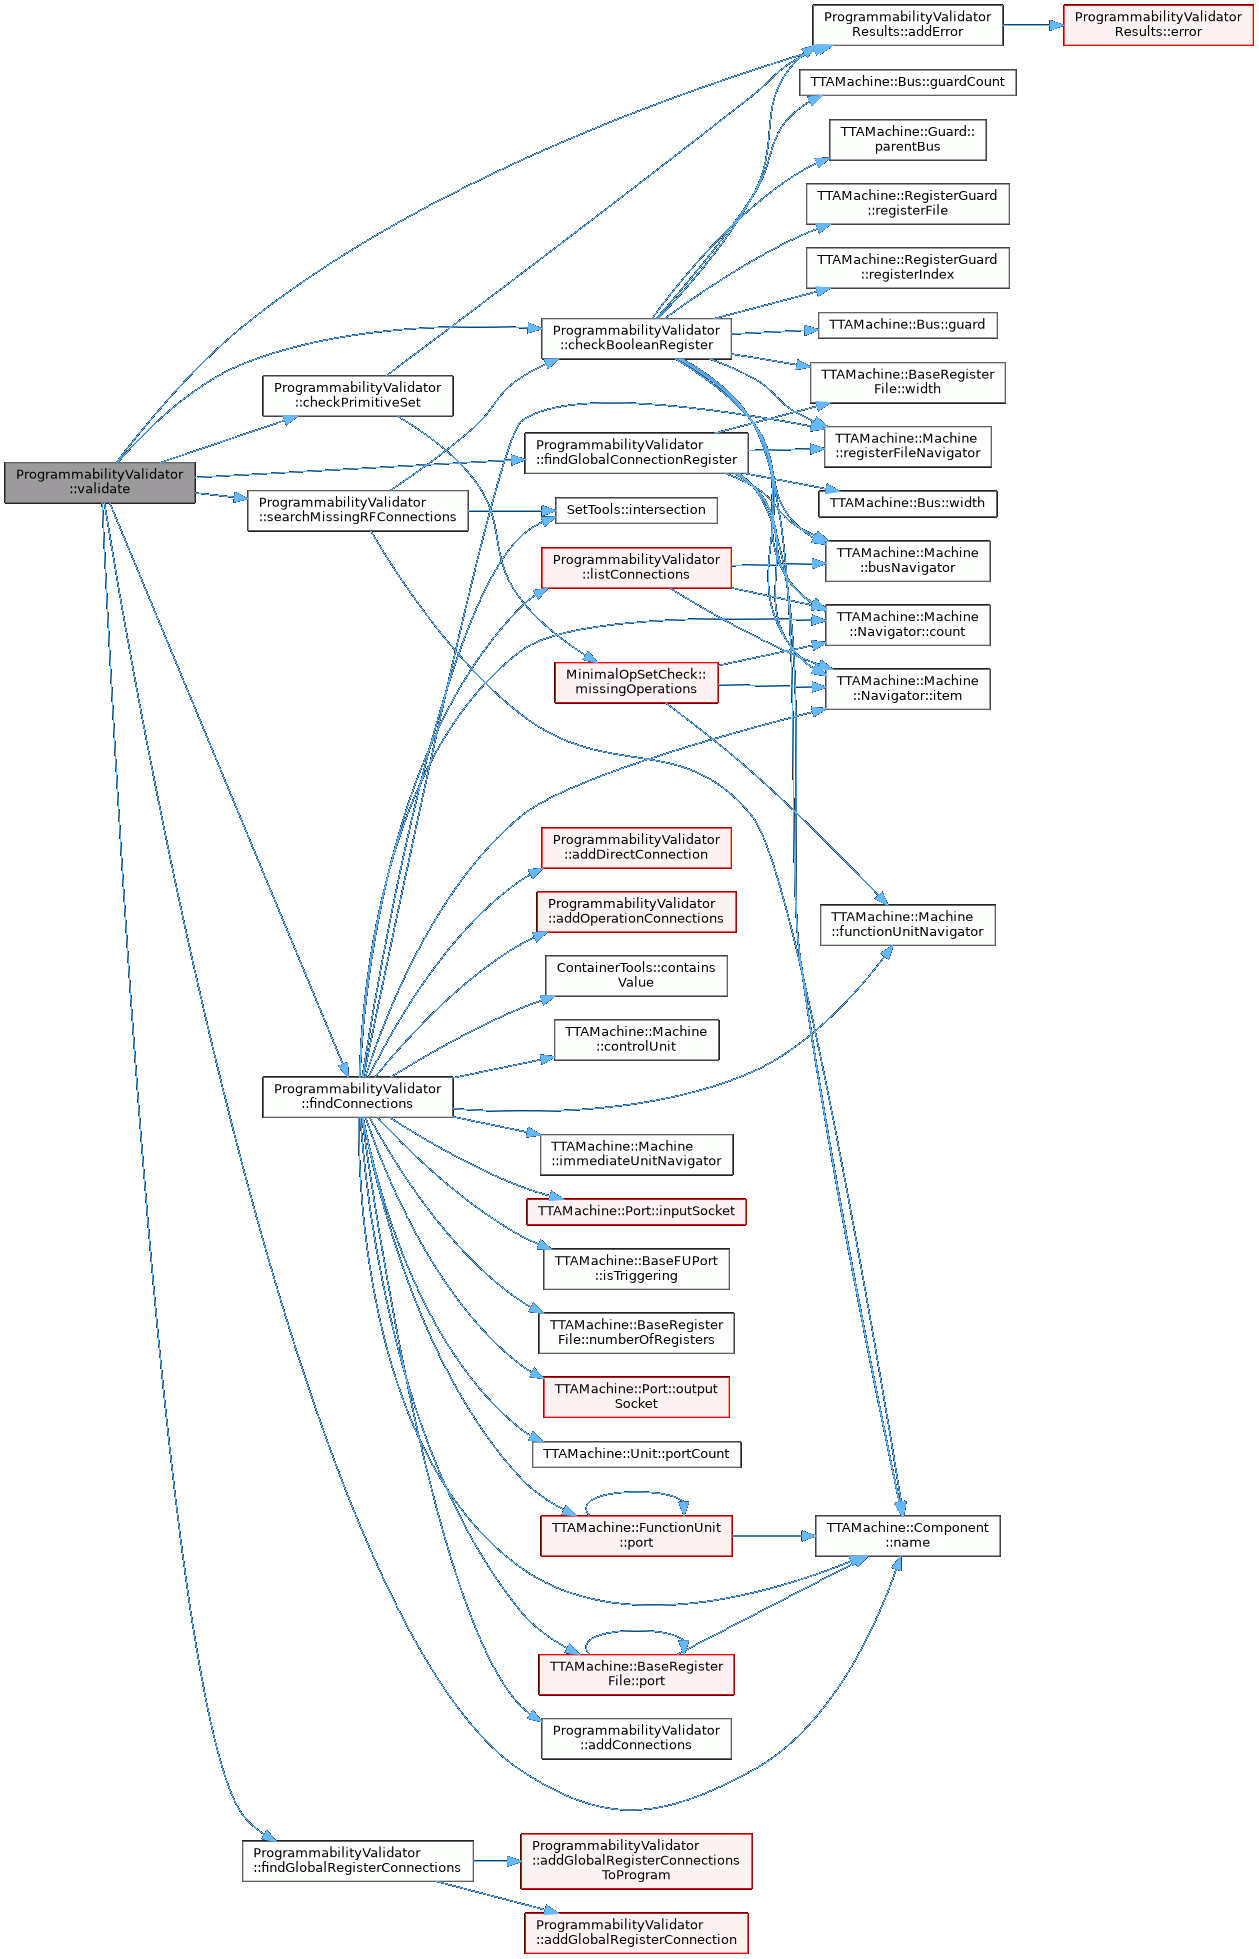 ProgrammabilityValidator
Results::addError
ProgrammabilityValidator
Results::error
TTAMachine::Bus::guardCount
TTAMachine::Guard::
parentBus
TTAMachine::RegisterGuard
::registerFile
TTAMachine::RegisterGuard
::registerIndex
TTAMachine::Bus::guard
ProgrammabilityValidator
::checkBooleanRegister
TTAMachine::BaseRegister
File::width
ProgrammabilityValidator
::checkPrimitiveSet
TTAMachine::Machine
::registerFileNavigator
ProgrammabilityValidator
::findGlobalConnectionRegister
ProgrammabilityValidator
::validate
ProgrammabilityValidator
::searchMissingRFConnections
TTAMachine::Bus::width
SetTools::intersection
ProgrammabilityValidator
::listConnections
TTAMachine::Machine
::busNavigator
TTAMachine::Machine
::Navigator::count
MinimalOpSetCheck::
missingOperations
TTAMachine::Machine
::Navigator::item
ProgrammabilityValidator
::addDirectConnection
ProgrammabilityValidator
::addOperationConnections
TTAMachine::Machine
::functionUnitNavigator
ContainerTools::contains
Value
TTAMachine::Machine
::controlUnit
ProgrammabilityValidator
::findConnections
TTAMachine::Machine
::immediateUnitNavigator
TTAMachine::Port::inputSocket
TTAMachine::BaseFUPort
::isTriggering
TTAMachine::BaseRegister
File::numberOfRegisters
TTAMachine::Port::output
Socket
TTAMachine::Unit::portCount
TTAMachine::FunctionUnit
::port
TTAMachine::Component
::name
TTAMachine::BaseRegister
File::port
ProgrammabilityValidator
::addConnections
ProgrammabilityValidator
::findGlobalRegisterConnections
ProgrammabilityValidator
::addGlobalRegisterConnections
ToProgram
ProgrammabilityValidator
::addGlobalRegisterConnection